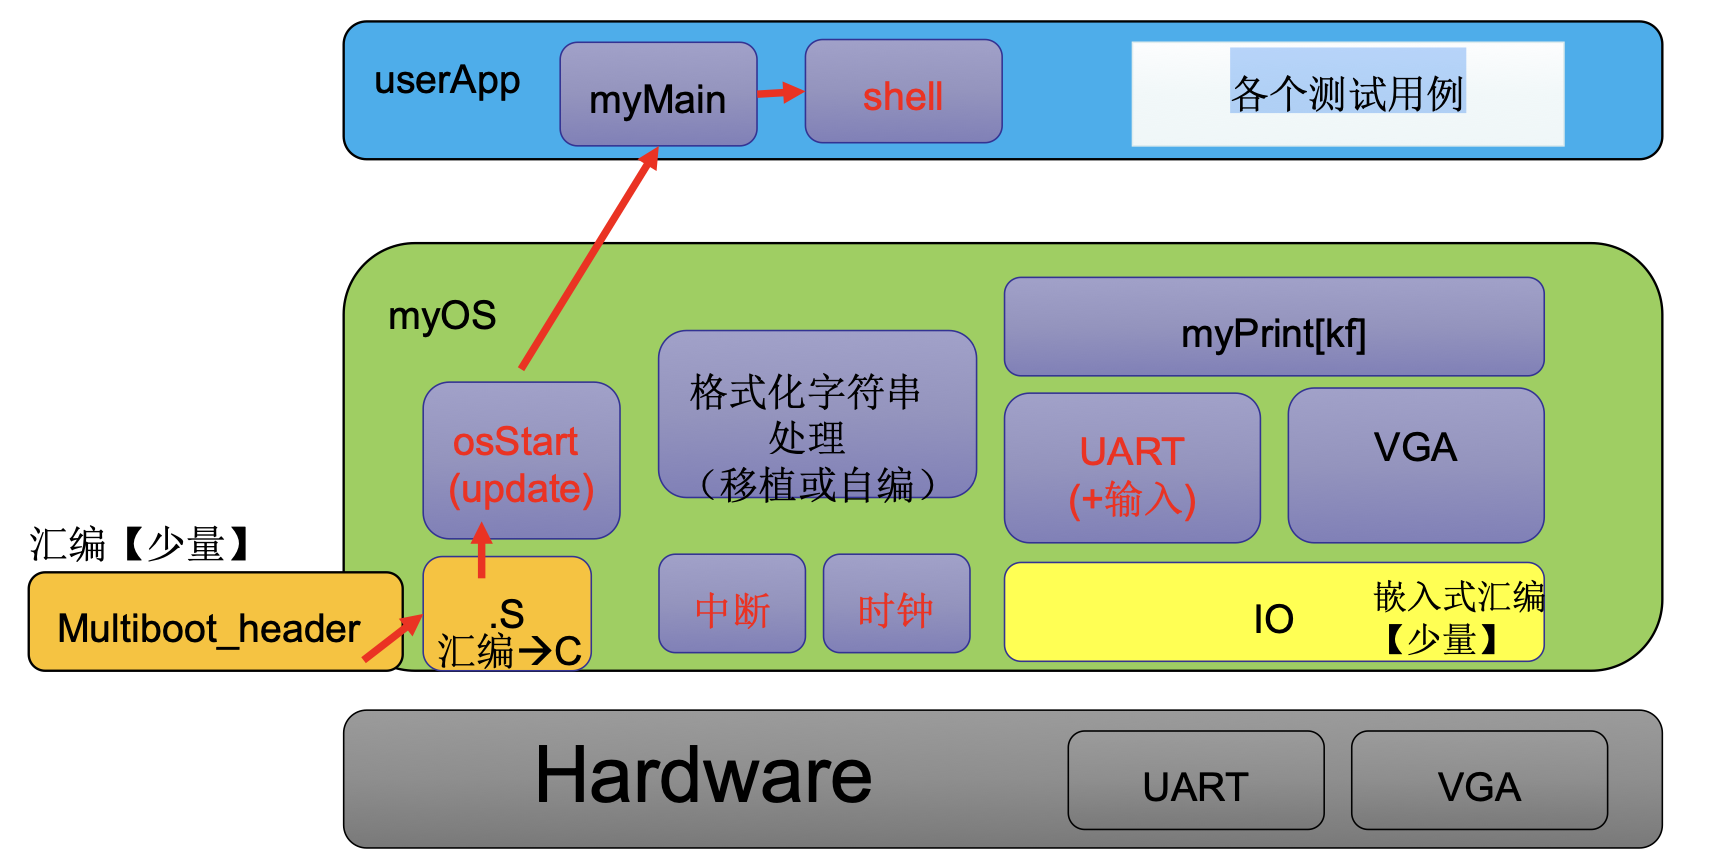 userApp
myMain
shell
各个测试用例
myOS
myPrint[kf]
格式化字符串
处理
（移植或自编）
osStart
(update)
UART
(+输入)
VGA
汇编【少量】
Multiboot_header
.S
汇编→C
中断
时钟
IO
嵌入式汇编
【少量】
Hardware
UART
VGA